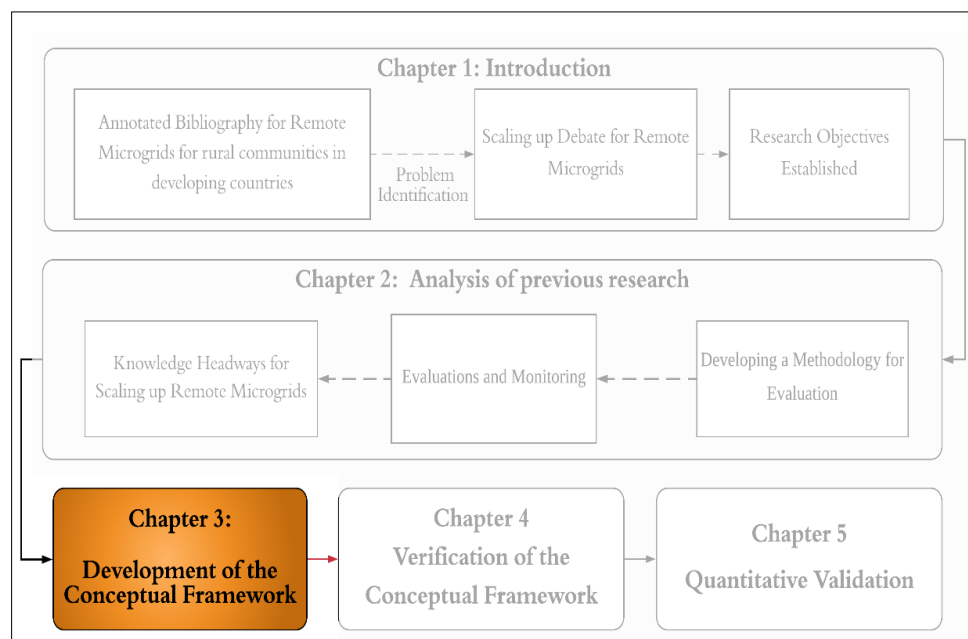 Chapter 1: Introduction
Annotated Bibliography for Remote
Microgrids for rural communities in
developing countries
Problem
Identification
Scaling up Debate for Remote
Microgrids
Research Objectives
Established
Chapter 2: Analysis of previous research
Knowledge Headways for
Scaling up Remote Microgrids
Evaluations and Monitoring
Developing a Methodology for
Evaluation
Chapter 3:
Development of the
Conceptual Framework
Chapter 4
Verification of the
Conceptual Framework
Chapter 5
Quantitative Validation